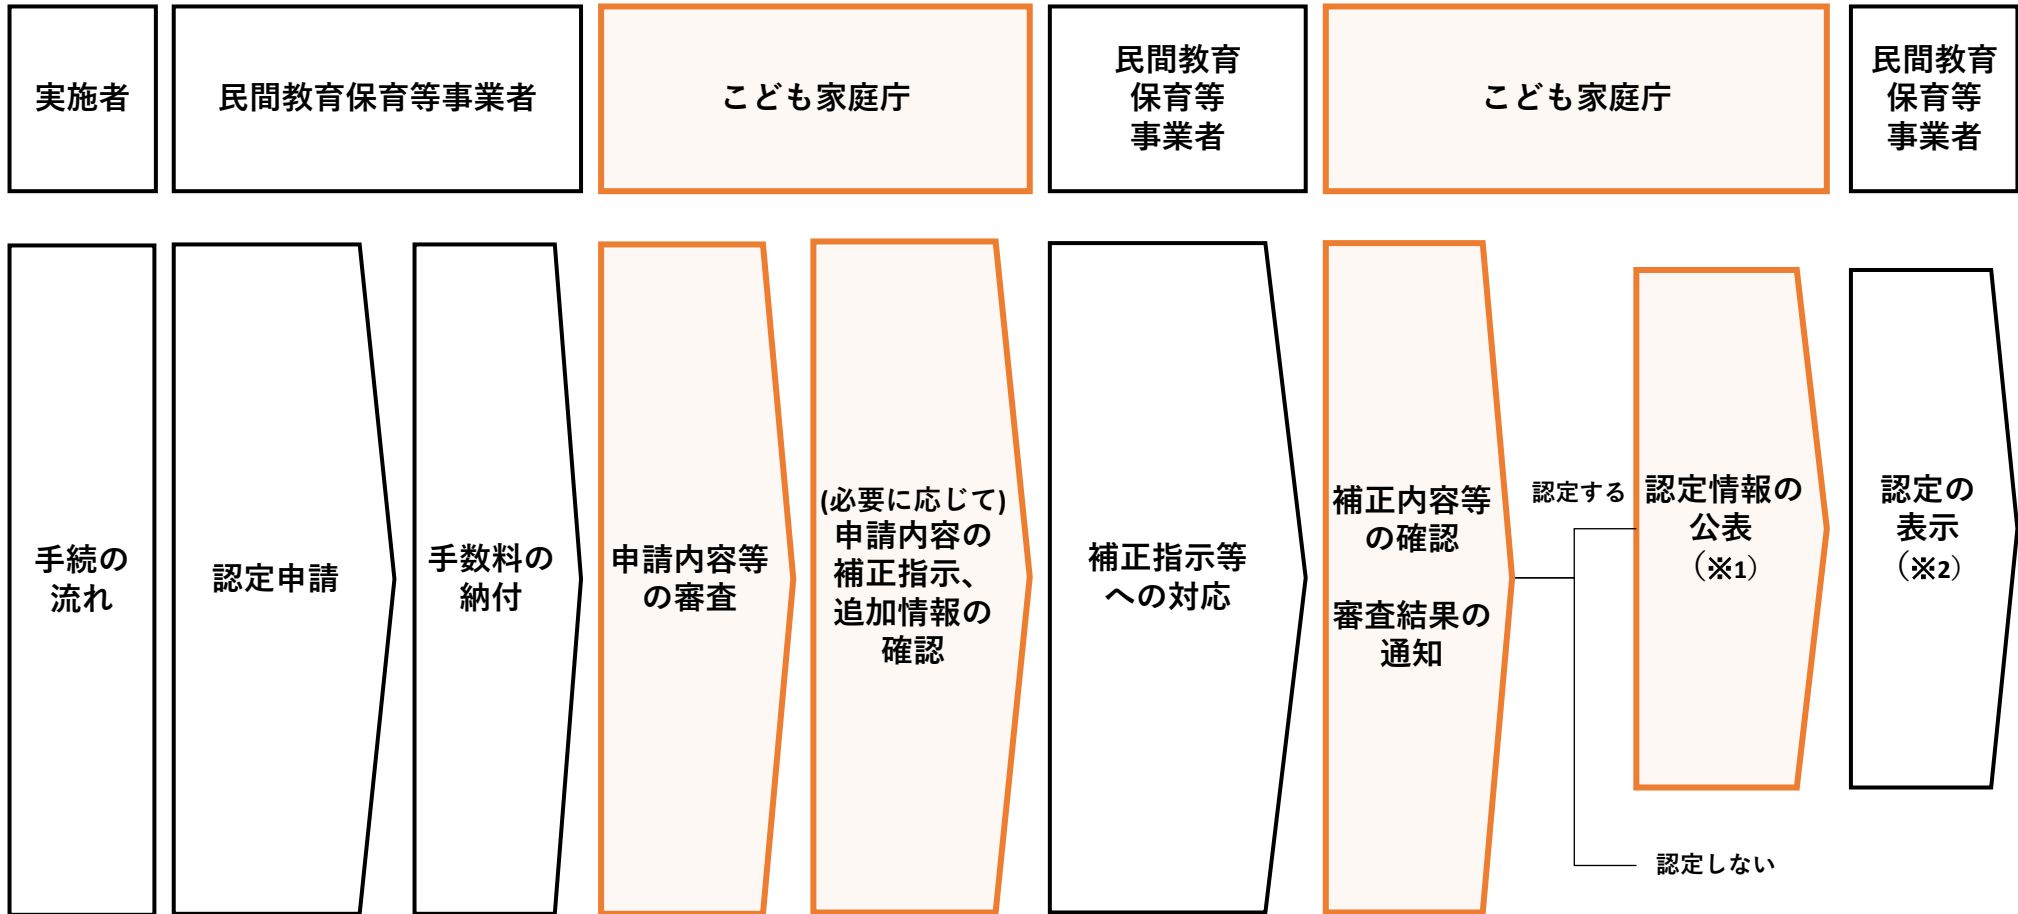 実施者
民間教育保育等事業者
こども家庭庁
民間教育
保育等
事業者
こども家庭庁
民間教育
保育等
事業者
手続の
流れ
認定申請
手数料の
納付
申請内容等
の審査
(必要に応じて)
申請内容の
補正指示、
追加情報の
確認
補正指示等
への対応
補正内容等
の確認
審査結果の
通知
認定する
認定しない
認定情報の
公表
（※1）
認定の
表示
（※2）